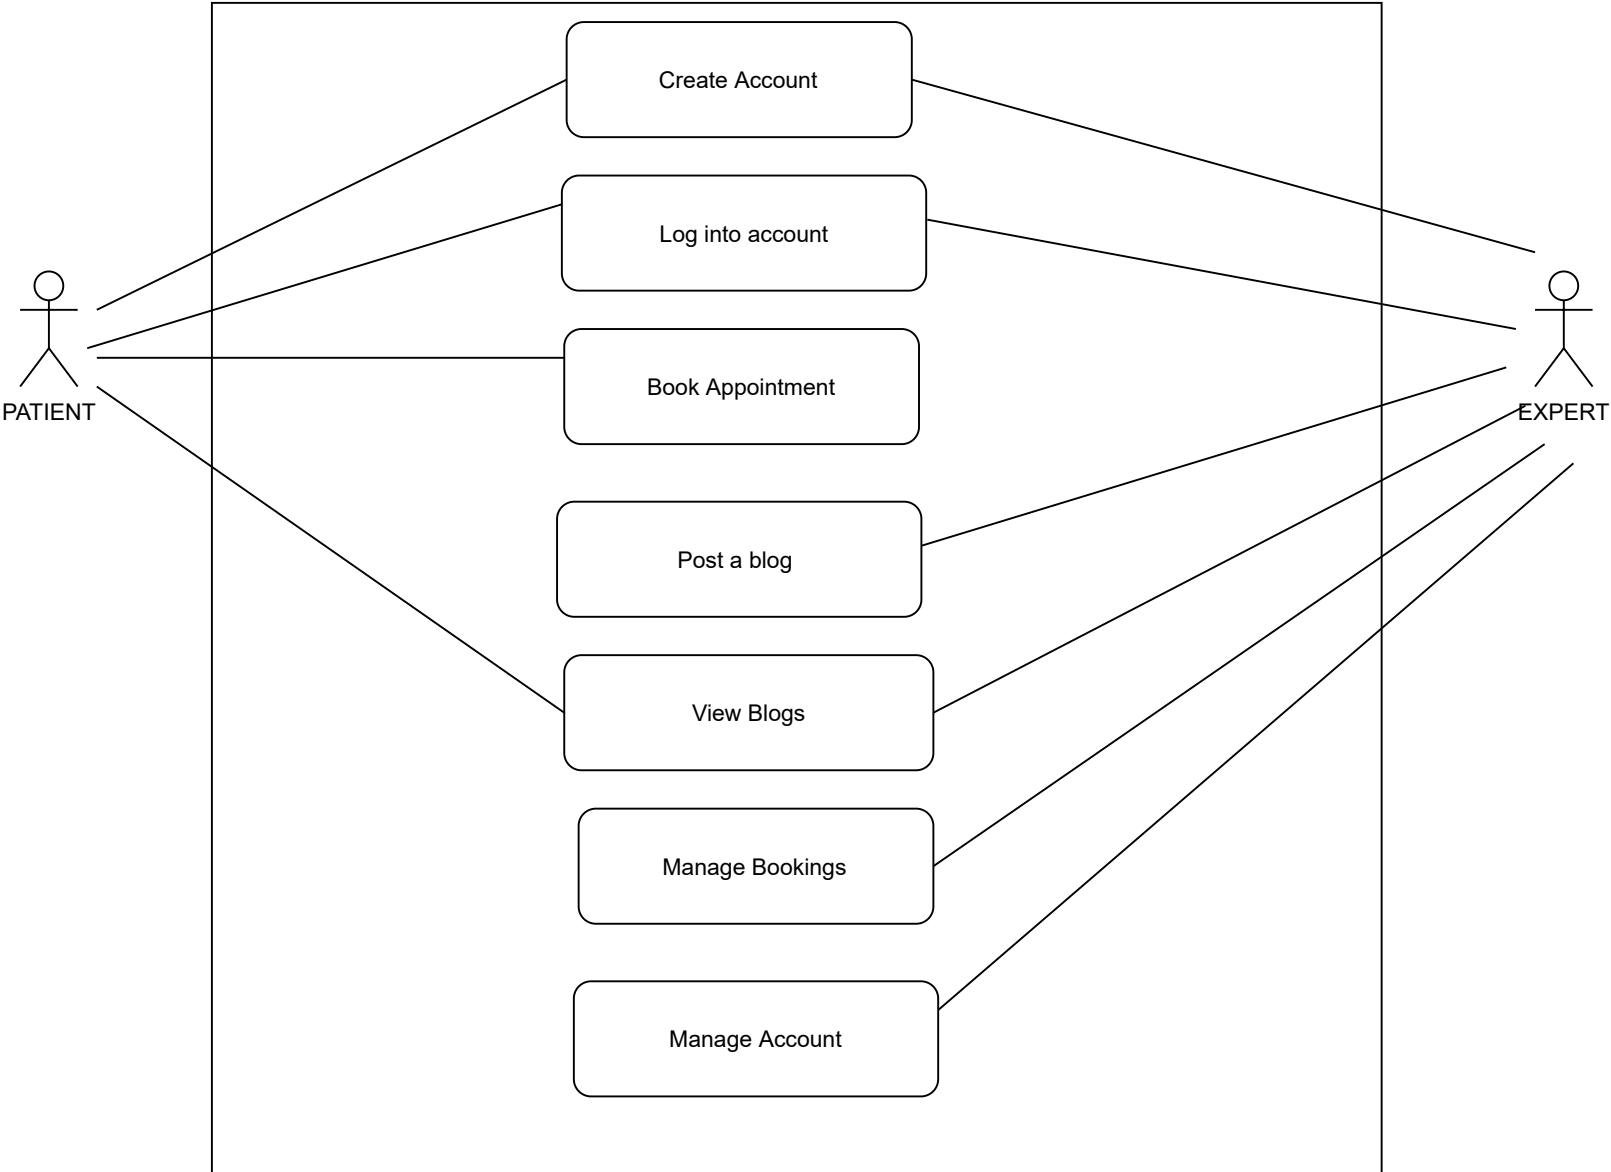 Create Account
Log into account
Book Appointment
PATIENT
EXPERT
Post a blog
View Blogs
Manage Bookings
Manage Account